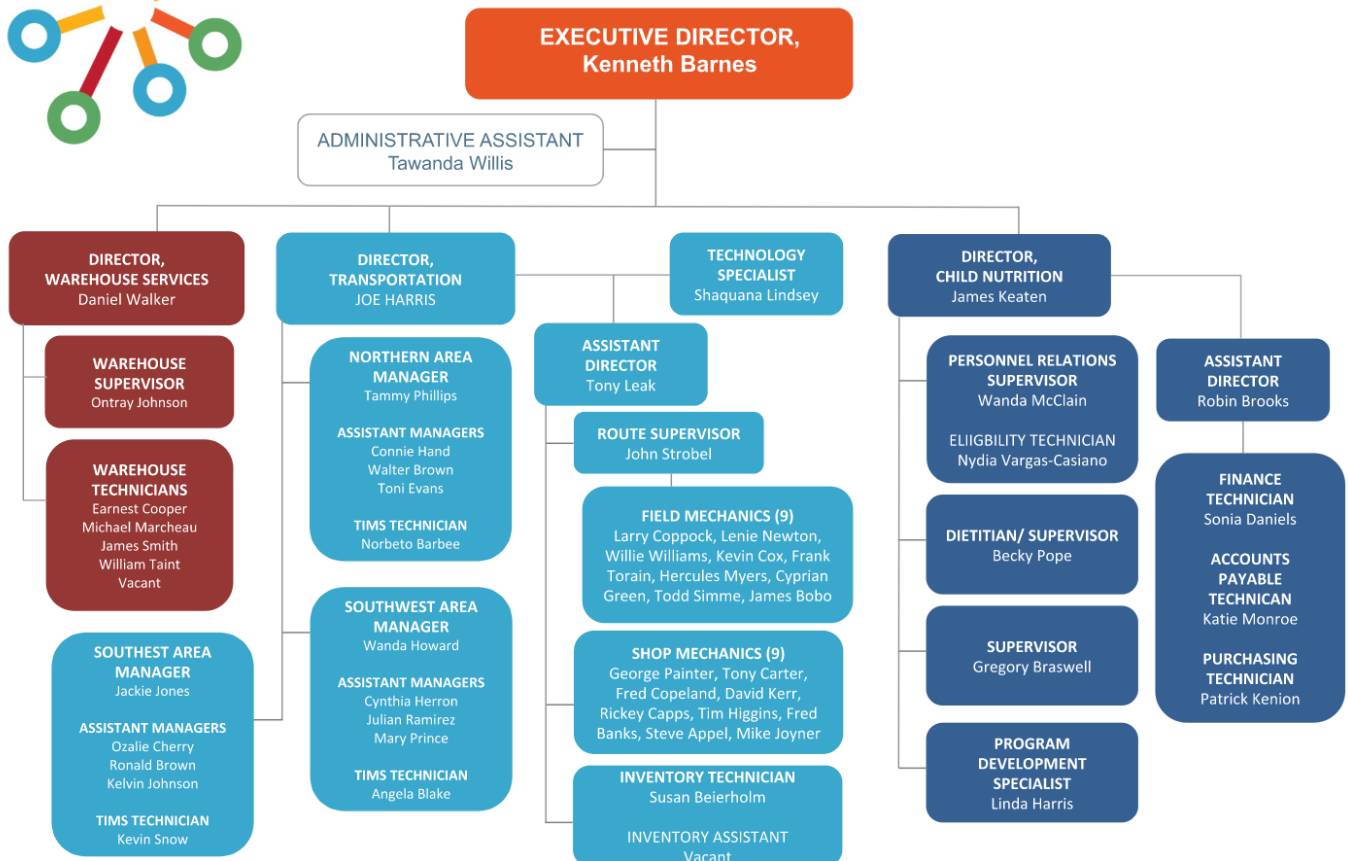 EXECUTIVE DIRECTOR,
Kenneth Barnes
ADMINISTRATIVE ASSISTANT
Tawanda Willis
DIRECTOR,
WAREHOUSE SERVICES
Daniel Walker
WAREHOUSE
SUPERVISOR
Ontray Johnson
WAREHOUSE
TECHNICIANS
Earnest Cooper
Michael Marcheau
James Smith
William Taint
Vacant
DIRECTOR,
TRANSPORTATION
JOE HARRIS
TECHNOLOGY
SPECIALIST
Shaquana Lindsey
NORTHERN AREA
MANAGER
Tammy Phillips
ASSISTANT MANAGERS
Connie Hand
Walter Brown
Toni Evans
TIMS TECHNICIAN
Norbeto Barbee
SOUTHWEST AREA
MANAGER
Wanda Howard
ASSISTANT MANAGERS
Cynthia Herron
Julian Ramirez
Mary Prince
TIMS TECHNICIAN
Angela Blake
SOUTHEST AREA
MANAGER
Jackie Jones
ASSISTANT MANAGERS
Ozalie Cherry
Ronald Brown
Kelvin Johnson
TIMS TECHNICIAN
Kevin Snow
ASSISTANT
DIRECTOR
Tony Leak
ROUTE SUPERVISOR
John Strobel
FIELD MECHANICS (9)
Larry Coppock, Lenie Newton,
Willie Williams, Kevin Cox, Frank
Torain, Hercules Myers, Cyprian
Green, Todd Simme, James Bobo
SHOP MECHANICS (9)
George Painter, Tony Carter,
Fred Copeland, David Kerr,
Rickey Capps, Tim Higgins, Fred
Banks, Steve Appel, Mike Joyner
INVENTORY TECHNICIAN
Susan Beierholm
INVENTORY ASSISTANT
Vacant
DIRECTOR,
CHILD NUTRITION
James Keaten
PERSONNEL RELATIONS
SUPERVISOR
Wanda McClain
ELIIGBILITY TECHNICIAN
Nydia Vargas-Casiano
DIETITIAN/ SUPERVISOR
Becky Pope
SUPERVISOR
Gregory Braswell
PROGRAM
DEVELOPMENT
SPECIALIST
Linda Harris
ASSISTANT
DIRECTOR
Robin Brooks
FINANCE
TECHNICIAN
Sonia Daniels
ACCOUNTS
PAYABLE
TECHNICAN
Katie Monroe
PURCHASING
TECHNICIAN
Patrick Kenion